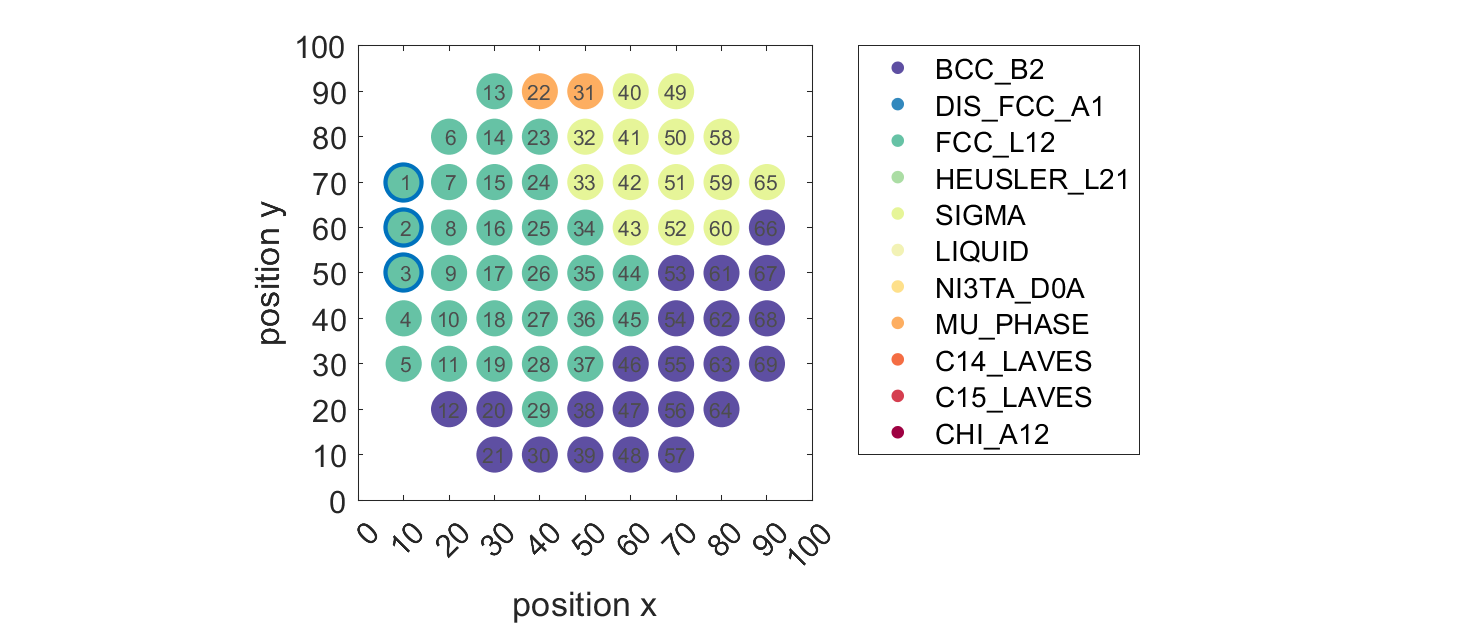 100
90
80
70
60
50
40
30
20
10
0
position y
13 22 31 40 49
6 14 23 32 41 50 58
1 7 15 24 33 42 51 59 65
2 8 16 25 34 43 52 60 66
3 9 17 26 35 44 53 61 67
4 10 18 27 36 45 54 62 68
5 11 19 28 37 46 55 63 69
12 20 29 38 47 56 64
21 30 39 48 57
0 10 20 30 40 50 60 70 80 90 100
position x
BCC_B2
DIS_FCC_A1
FCC_L12
HEUSLER_L21
SIGMA
LIQUID
NI3TA_D0A
MU_PHASE
C14_LAVES
C15_LAVES
CHI_A12